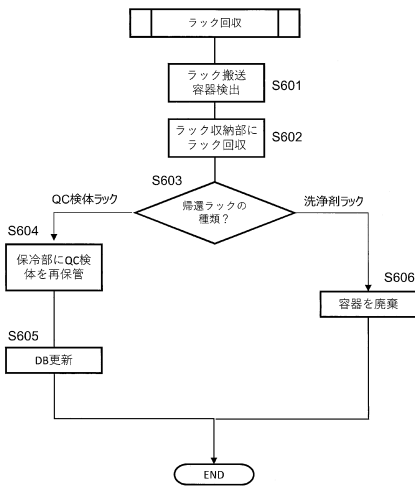 ラック回収
ラック搬送
容器検出
S601
ラック収納部に
ラック回収
S602
S603
帰還ラックの
種類？
QC検体ラック
洗浄剤ラック
S604
保冷部にQC検
体を再保管
S606
容器を廃棄
S605
DB更新
END